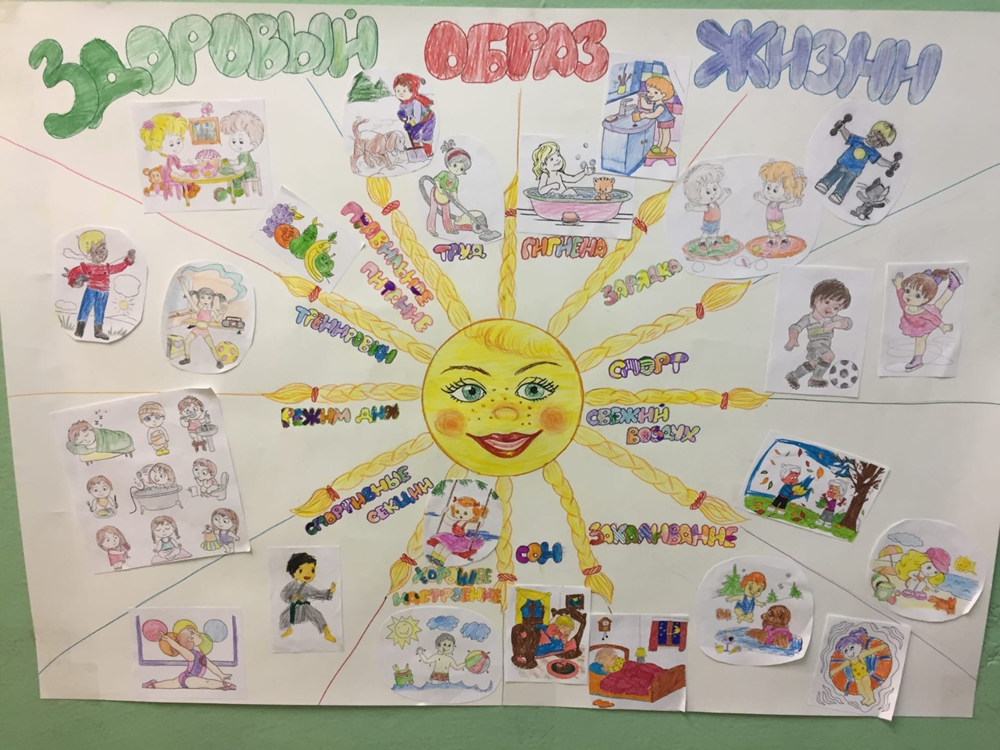 ЗДОРОВЫЙ ОБРАЗ ЖИЗНИ
ПРАВИЛЬНОЕ
ПИТАНИЕ
ТРУД
ГИГИЕНА
ЗАРЯДКА
ТРЕНИРОВКИ
СПОРТ
РЕЖИМ ДНЯ
СВЕЖИЙ
ВОЗДУХ
СПОРТИВНЫЕ
СЕКЦИИ
ХОРОШЕЕ
НАСТРОЕНИЕ
СОН
ЗАКАЛИВАНИЕ